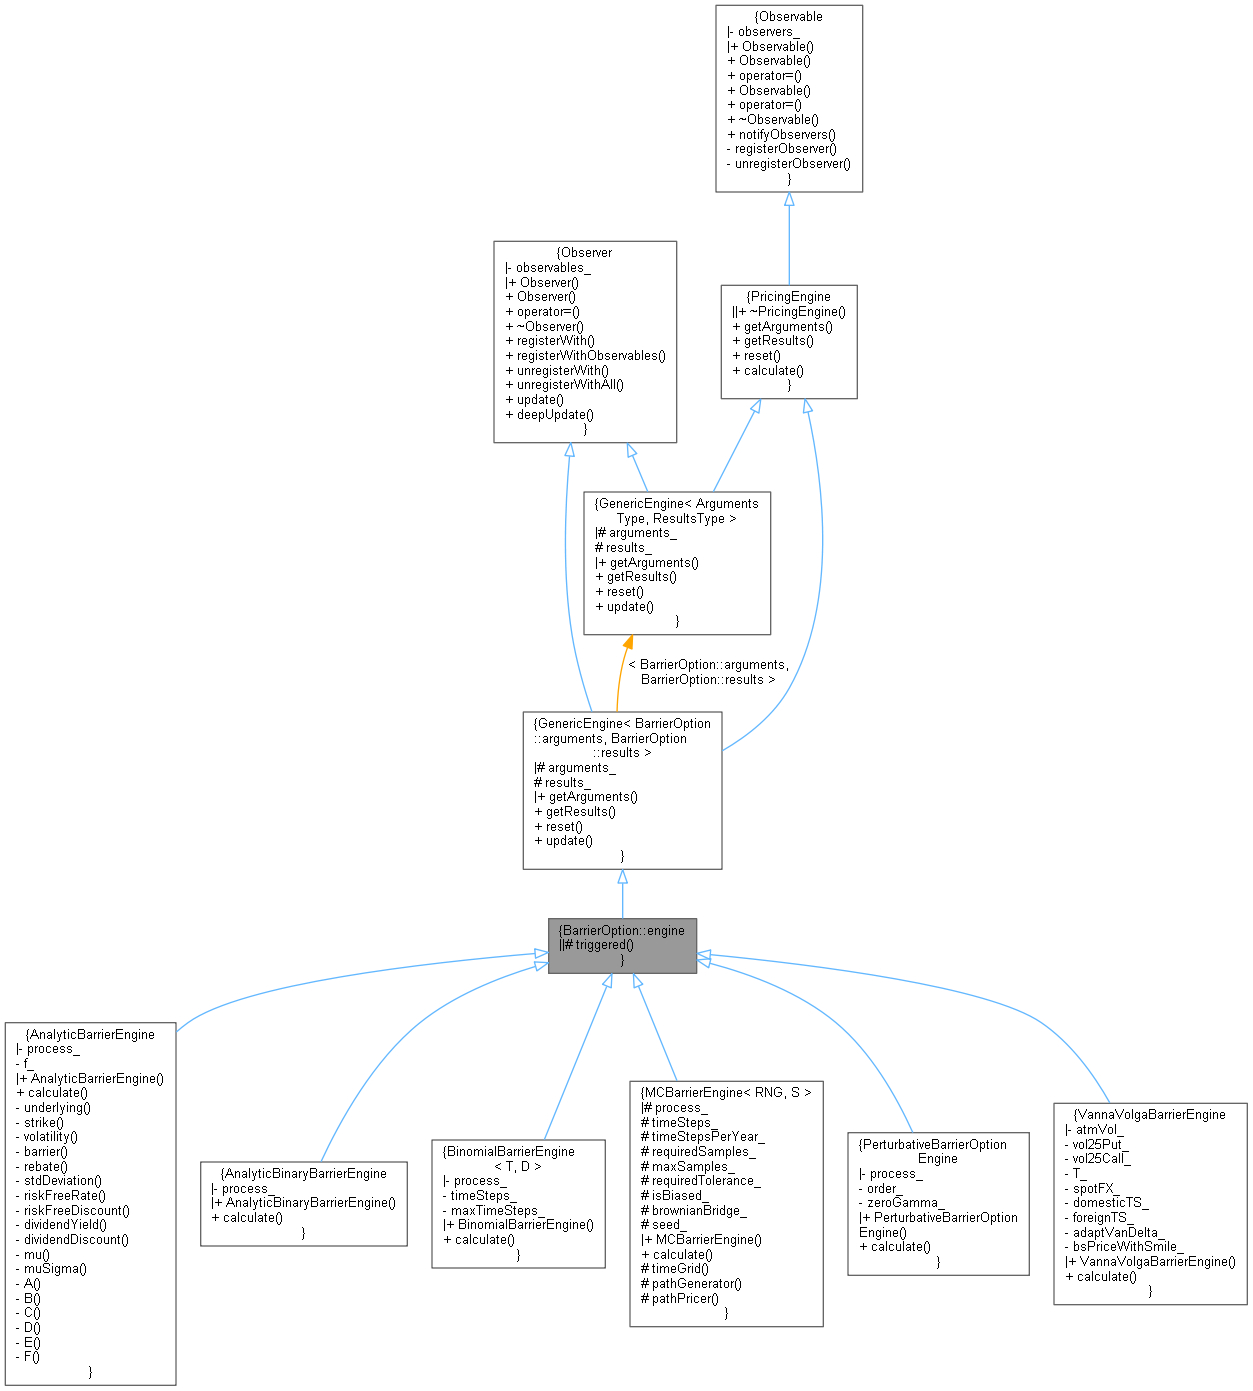 {Observable
|- observers_
|+ Observable()
+ Observable()
+ operator=()
+ Observable()
+ operator=()
+ ~Observable()
+ notifyObservers()
- registerObserver()
- unregisterObserver()
}
{Observer
|- observables_
|+ Observer()
+ Observer()
+ operator=()
+ ~Observer()
+ registerWith()
+ registerWithObservables()
+ unregisterWith()
+ unregisterWithAll()
+ update()
+ deepUpdate()
}
{PricingEngine
||+ ~PricingEngine()
+ getArguments()
+ getResults()
+ reset()
+ calculate()
}
{GenericEngine< Arguments
Type, ResultsType >
|# arguments_
# results_
|+ getArguments()
+ getResults()
+ reset()
+ update()
}
< BarrierOption::arguments,
BarrierOption::results >
{GenericEngine< BarrierOption
::arguments, BarrierOption
::results >
|# arguments_
# results_
|+ getArguments()
+ getResults()
+ reset()
+ update()
}
{BarrierOption::engine
||# triggered()
}
{AnalyticBarrierEngine
|- process_
- f_
|+ AnalyticBarrierEngine()
+ calculate()
- underlying()
- strike()
- volatility()
- barrier()
- rebate()
- stdDeviation()
- riskFreeRate()
- riskFreeDiscount()
- dividendYield()
- dividendDiscount()
- mu()
- muSigma()
- A()
- B()
- C()
- D()
- E()
- F()
}
{AnalyticBinaryBarrierEngine
|- process_
|+ AnalyticBinaryBarrierEngine()
+ calculate()
}
{BinomialBarrierEngine
< T, D >
|- process_
- timeSteps_
- maxTimeSteps_
|+ BinomialBarrierEngine()
+ calculate()
}
{MCBarrierEngine< RNG, S >
|# process_
# timeSteps_
# timeStepsPerYear_
# requiredSamples_
# maxSamples_
# requiredTolerance_
# isBiased_
# brownianBridge_
# seed_
|+ MCBarrierEngine()
+ calculate()
# timeGrid()
# pathGenerator()
# pathPricer()
}
{PerturbativeBarrierOption
Engine
|- process_
- order_
- zeroGamma_
|+ PerturbativeBarrierOption
Engine()
+ calculate()
}
{VannaVolgaBarrierEngine
|- atmVol_
- vol25Put_
- vol25Call_
- T_
- spotFX_
- domesticTS_
- foreignTS_
- adaptVanDelta_
- bsPriceWithSmile_
|+ VannaVolgaBarrierEngine()
+ calculate()
}